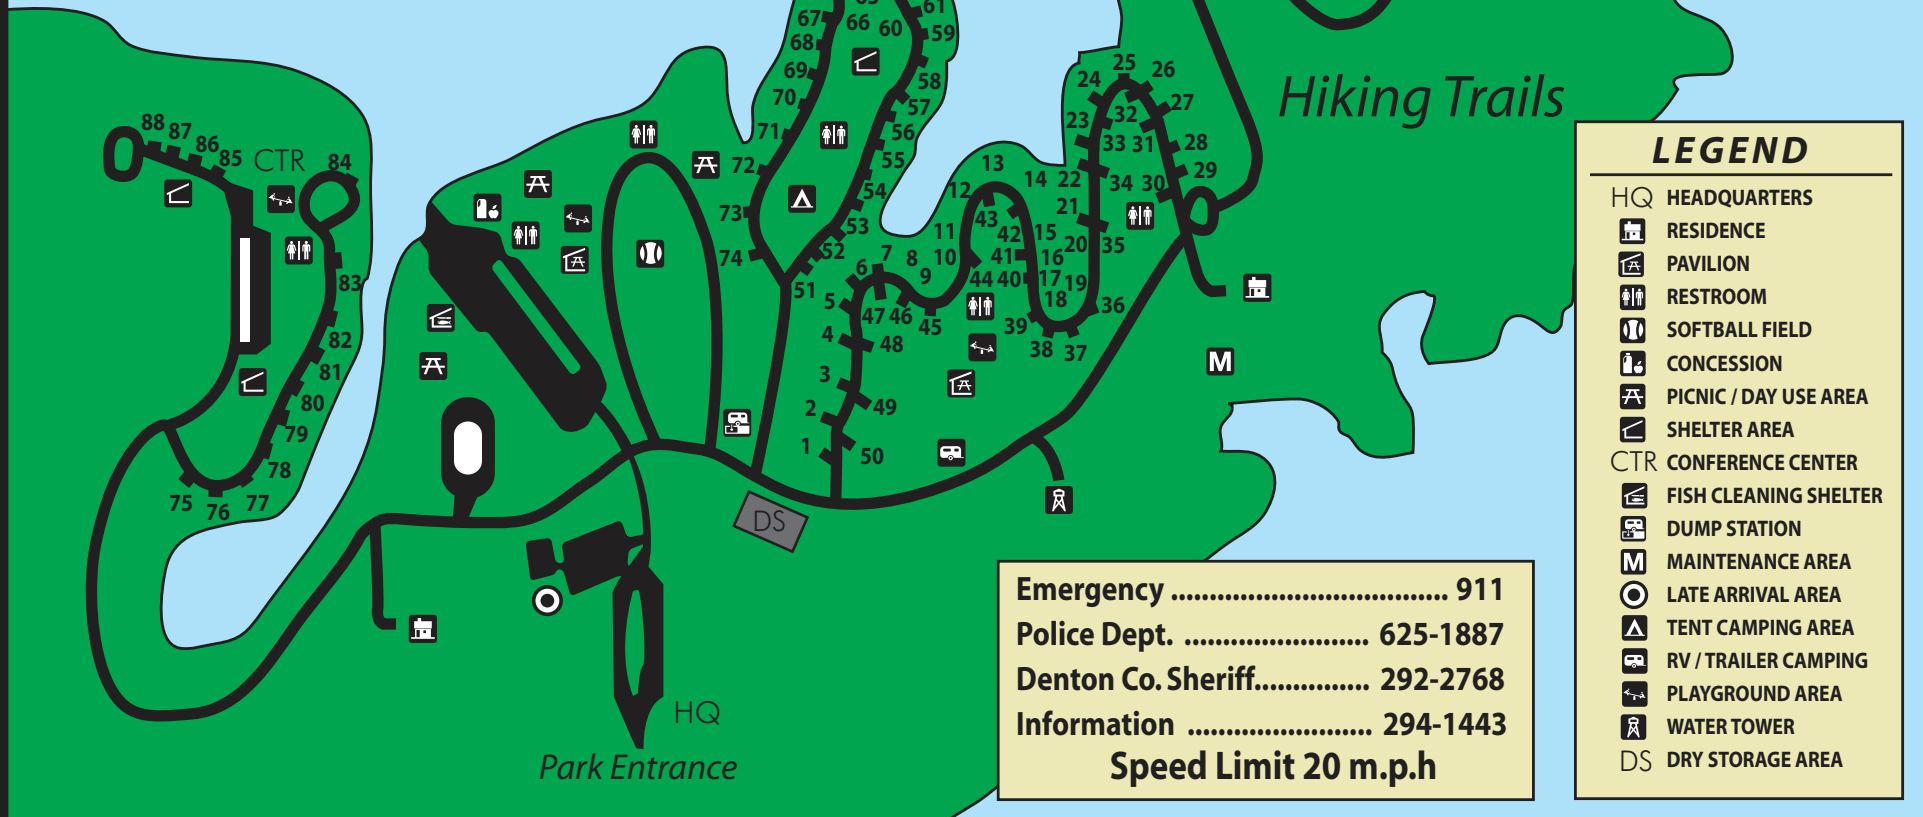 65
67
66
60
61
59
68
69
58
70
57
71
56
72
55
54
73
53
52
74
51
88
87
86
85
CTR
84
83
82
81
80
79
78
77
76
75
25
26
24
27
23
32
33
31
28
22
34
30
29
21
20
35
13
14
12
43
11
42
15
10
41
16
44
40
17
19
18
36
39
38
37
7
8
9
6
5
47
46
45
4
48
3
2
49
1
50
DS
HQ
Park Entrance
Hiking Trails
Emergency .................................... 911
Police Dept. ........................ 625-1887
Denton Co. Sheriff............... 292-2768
Information ........................ 294-1443
Speed Limit 20 m.p.h
LEGEND
HQ HEADQUARTERS
RESIDENCE
PAVILION
RESTROOM
SOFTBALL FIELD
CONCESSION
PICNIC / DAY USE AREA
SHELTER AREA
CTR CONFERENCE CENTER
FISH CLEANING SHELTER
DUMP STATION
M MAINTENANCE AREA
LATE ARRIVAL AREA
TENT CAMPING AREA
RV / TRAILER CAMPING
PLAYGROUND AREA
WATER TOWER
DS DRY STORAGE AREA
M